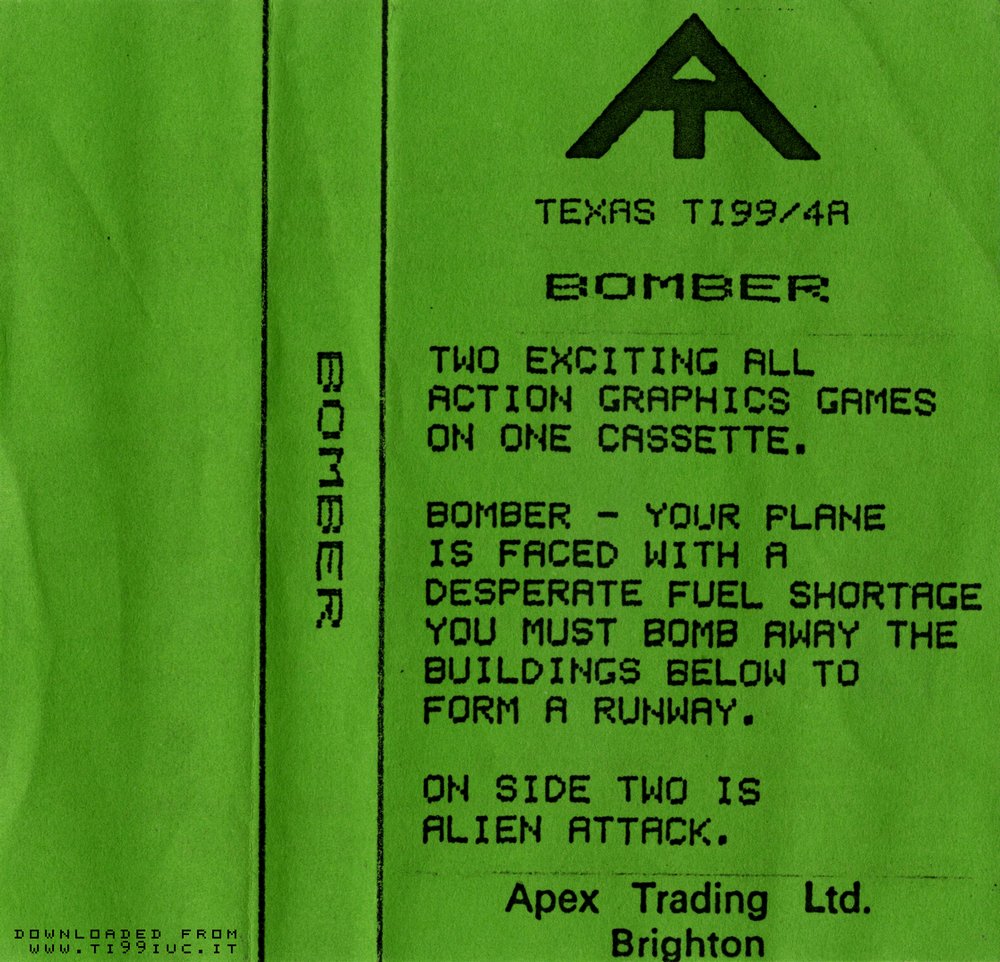 AT
TEXAS TI99/4A
BOMBER
TWO EXCITING ALL
ACTION GRAPHICS GAMES
ON ONE CASSETTE.
BOMBER - YOUR PLANE
IS FACED WITH A
DESPERATE FUEL SHORTAGE
YOU MUST BOMB AWAY THE
BUILDINGS BELOW TO
FORM A RUNWAY.
ON SIDE TWO IS
ALIEN ATTACK.
Apex Trading Ltd.
Brighton
BOMBER
DOWNLOADED FROM
WWW.TI99IUC.IT